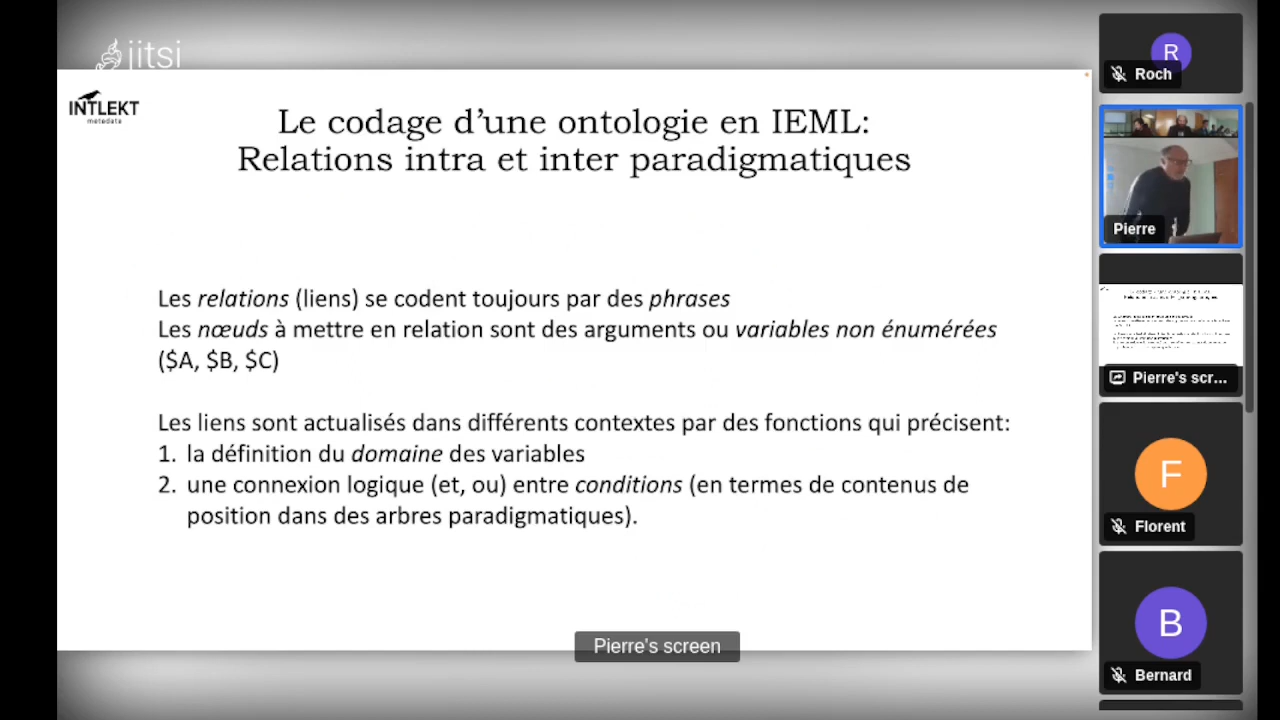 jitsi
INTLEKT
metadata
Le codage d’une ontologie en IEML:
Relations intra et inter paradigmatiques
Les relations (liens) se codent toujours par des phrases
Les nœuds à mettre en relation sont des arguments ou variables non énumérées
($A, $B, $C)
Les liens sont actualisés dans différents contextes par des fonctions qui précisent:
1. la définition du domaine des variables
2. une connexion logique (et, ou) entre conditions (en termes de contenus de
position dans des arbres paradigmatiques).
Pierre's screen
R
Roch
Pierre
Pierre's scr...
F
Florent
B
Bernard